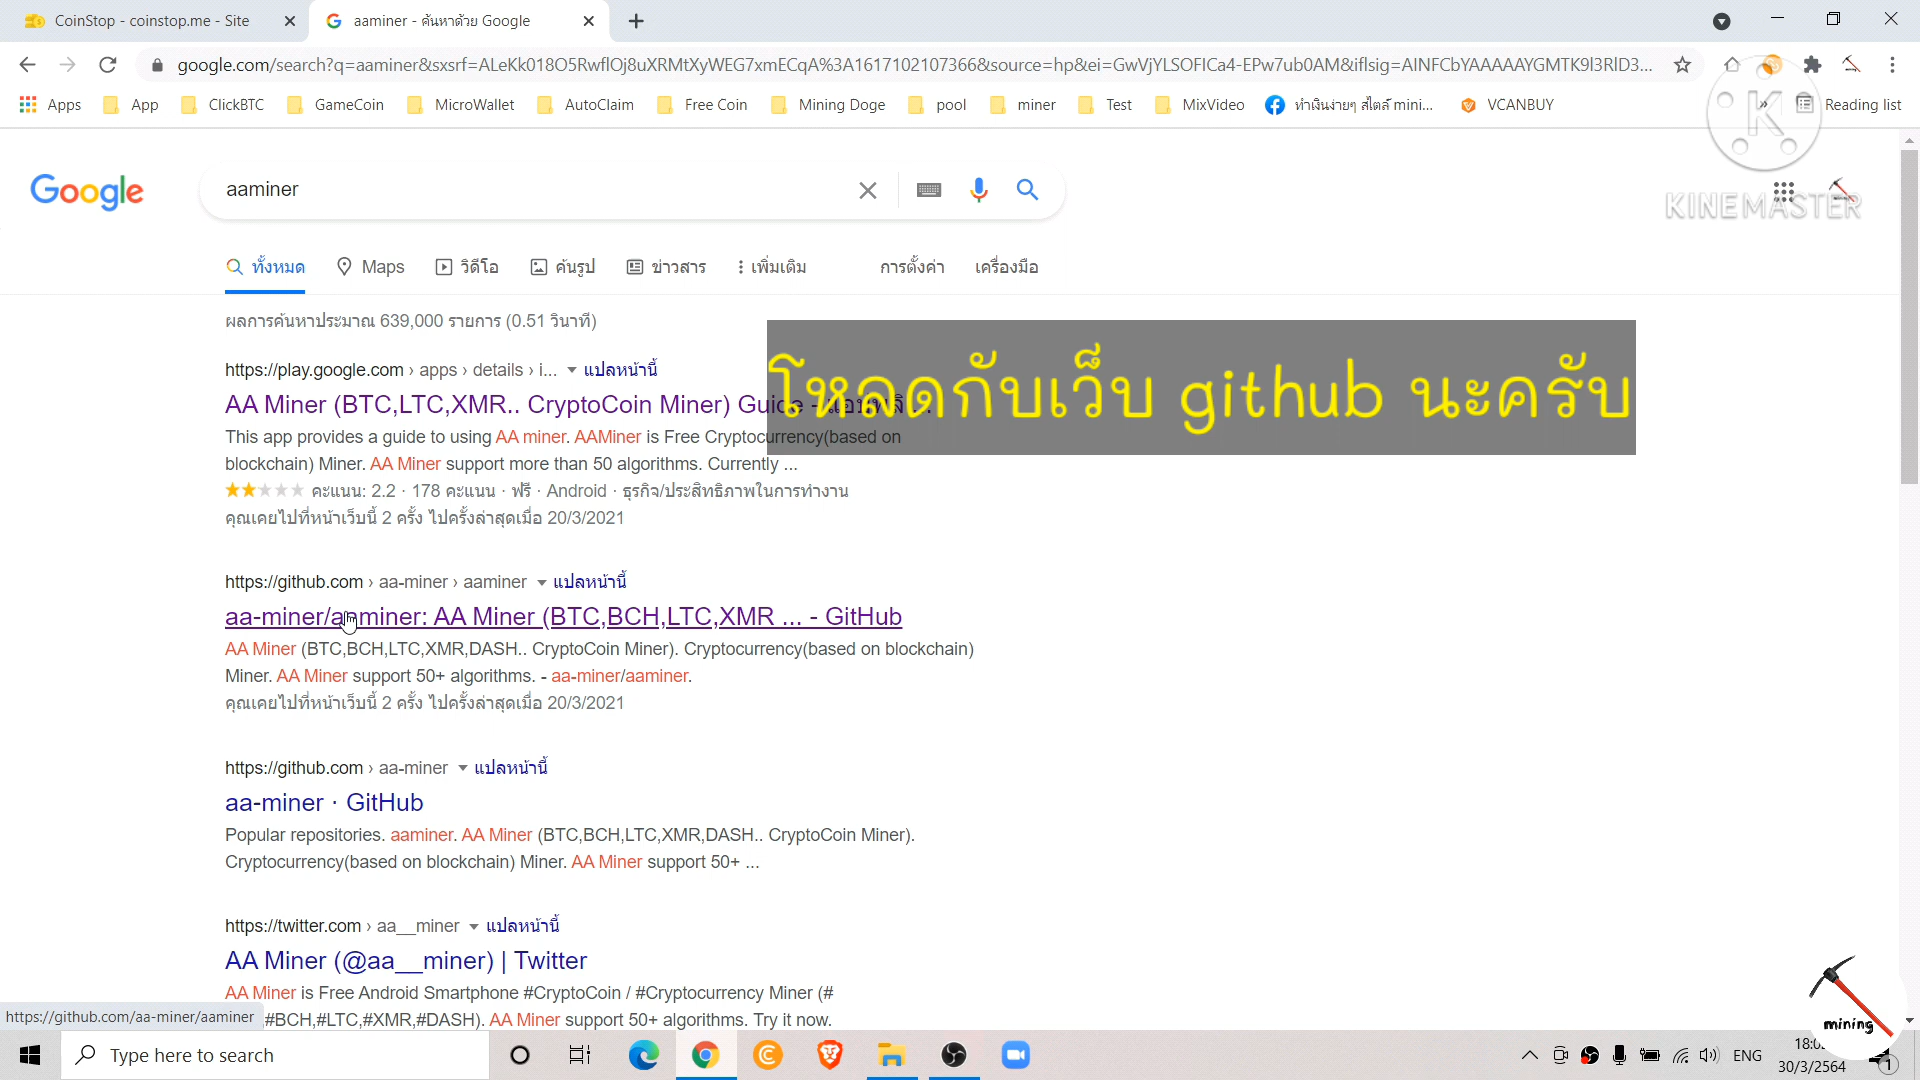 CoinStop - coinstop.me - Site
aaminer - ค้นหาด้วย Google
google.com/search?q=aaminer&sxsrf=ALeKk018O5RwflOj8uXRMtXyWEG7xmECqA%3A1617102107366&source=hp&ei=GwVjYLSOFICa4-EPw7ub0AM&iflsig=AINFCbYAAAAAYGMTK9l3RlD3...
Apps App ClickBTC GameCoin MicroWallet AutoClaim Free Coin Mining Doge pool miner Test MixVideo ทำเงินง่ายๆ สไตล์ mini... VCANBUY » Reading list
K
KINEMASTER
Google
aaminer
ทั้งหมด Maps วิดีโอ ค้นรูป ข่าวสาร เพิ่มเติม การตั้งค่า เครื่องมือ
ผลการค้นหาประมาณ 639,000 รายการ (0.51 วินาที)
โหลดกับเว็บ github นะครับ
https://play.google.com › apps › details › i... แปลหน้านี้
AA Miner (BTC,LTC,XMR.. CryptoCoin Miner) Guide -
This app provides a guide to using AA miner. AAMiner is Free Cryptocurrency(based on
blockchain) Miner. AA Miner support more than 50 algorithms. Currently ...
คะแนน: 2.2 · 178 คะแนน · ฟรี · Android · ธุรกิจ/ประสิทธิภาพในการทำงาน
คุณเคยไปที่หน้าเว็บนี้ 2 ครั้ง ไปครั้งล่าสุดเมื่อ 20/3/2021
https://github.com › aa-miner › aaminer แปลหน้านี้
aa-miner/aaminer: AA Miner (BTC,BCH,LTC,XMR ... - GitHub
AA Miner (BTC,BCH,LTC,XMR,DASH.. CryptoCoin Miner). Cryptocurrency(based on blockchain)
Miner. AA Miner support 50+ algorithms. - aa-miner/aaminer.
คุณเคยไปที่หน้าเว็บนี้ 2 ครั้ง ไปครั้งล่าสุดเมื่อ 20/3/2021
https://github.com › aa-miner แปลหน้านี้
aa-miner · GitHub
Popular repositories. aaminer. AA Miner (BTC,BCH,LTC,XMR,DASH.. CryptoCoin Miner).
Cryptocurrency(based on blockchain) Miner. AA Miner support 50+ ...
https://twitter.com › aa__miner แปลหน้านี้
AA Miner (@aa__miner) | Twitter
AA Miner is Free Android Smartphone #CryptoCoin / #Cryptocurrency Miner (#
,#BCH,#LTC,#XMR,#DASH). AA Miner support 50+ algorithms. Try it now.
https://github.com/aa-miner/aaminer
mining
Type here to search
ENG
30/3/2564
1